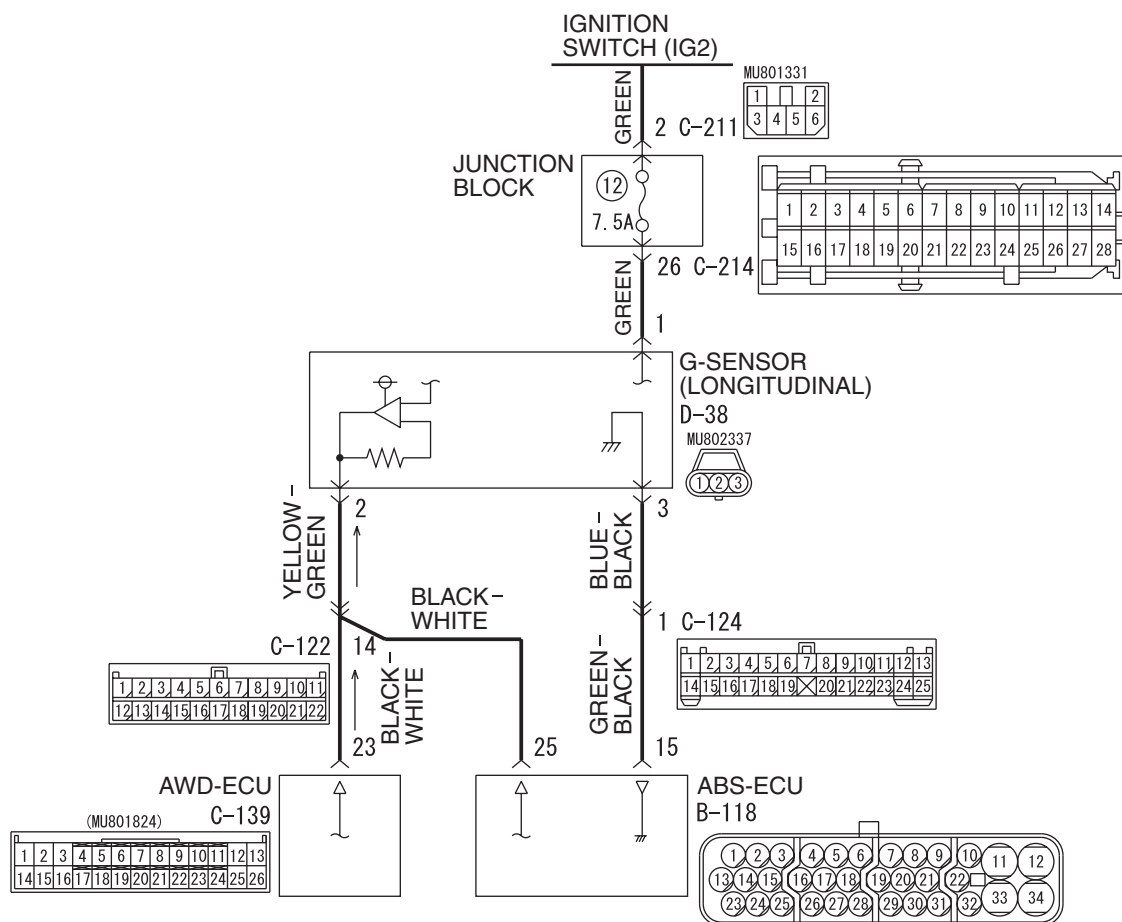 IGNITION
SWITCH (IG2)
MU801331
1 2
3 4 5 6
GREEN
2 C-211
JUNCTION
BLOCK
12
7.5A
1 2 3 4 5 6 7 8 9 10 11 12 13 14
15 16 17 18 19 20 21 22 23 24 25 26 27 28
26 C-214
GREEN
1
G-SENSOR
(LONGITUDINAL)
D-38
MU802337
1 2 3
2
3
YELLOW-
GREEN
BLUE-
BLACK
BLACK-
WHITE
C-122
14
1 C-124
1 2 3 4 5 6 7 8 9 10 11 12 13
14 15 16 17 18 19 20 21 22 23 24 25
1 2 3 4 5 6 7 8 9 10 11
12 13 14 15 16 17 18 19 20 21 22
BLACK-
WHITE
GREEN-
BLACK
23
25
15
AWD-ECU
C-139
ABS-ECU
B-118
(MU801824)
1 2 3 4 5 6 7 8 9 10 11 12 13
14 15 16 17 18 19 20 21 22 23 24 25 26
1 2 3 4 5 6 7 8 9 10 11 12
13 14 15 16 17 18 19 20 21 22
23 24 25 26 27 28 29 30 31 32 33 34